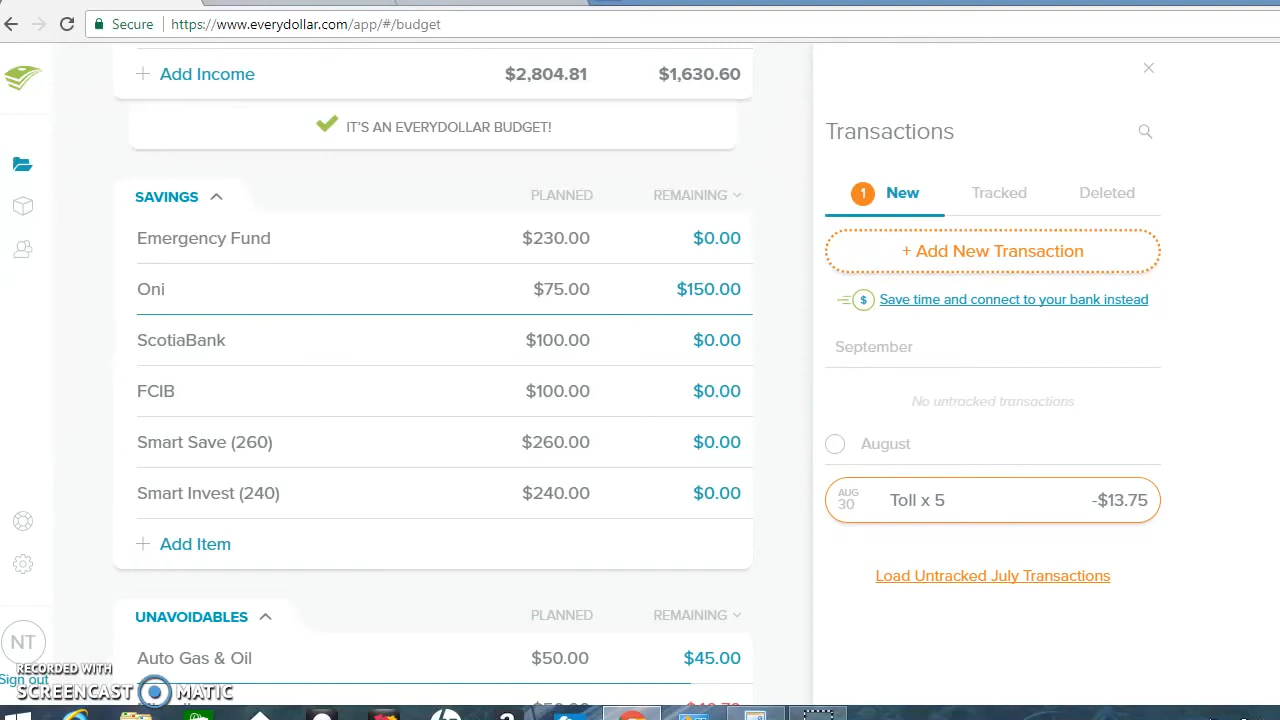 Secure https://www.everydollar.com/app/#/budget
+ Add Income $2,804.81 $1,630.60
IT'S AN EVERYDOLLAR BUDGET!
SAVINGS PLANNED REMAINING
Emergency Fund $230.00 $0.00
Oni $75.00 $150.00
ScotiaBank $100.00 $0.00
FCIB $100.00 $0.00
Smart Save (260) $260.00 $0.00
Smart Invest (240) $240.00 $0.00
+ Add Item
UNAVOIDABLES PLANNED REMAINING
Auto Gas & Oil $50.00 $45.00
Transactions
1 New Tracked Deleted
+ Add New Transaction
$ Save time and connect to your bank instead
September
No untracked transactions
August
AUG
30 Toll x 5 -$13.75
Load Untracked July Transactions
NT
Sign out
RECORDED WITH
SCREENCAST MATIC